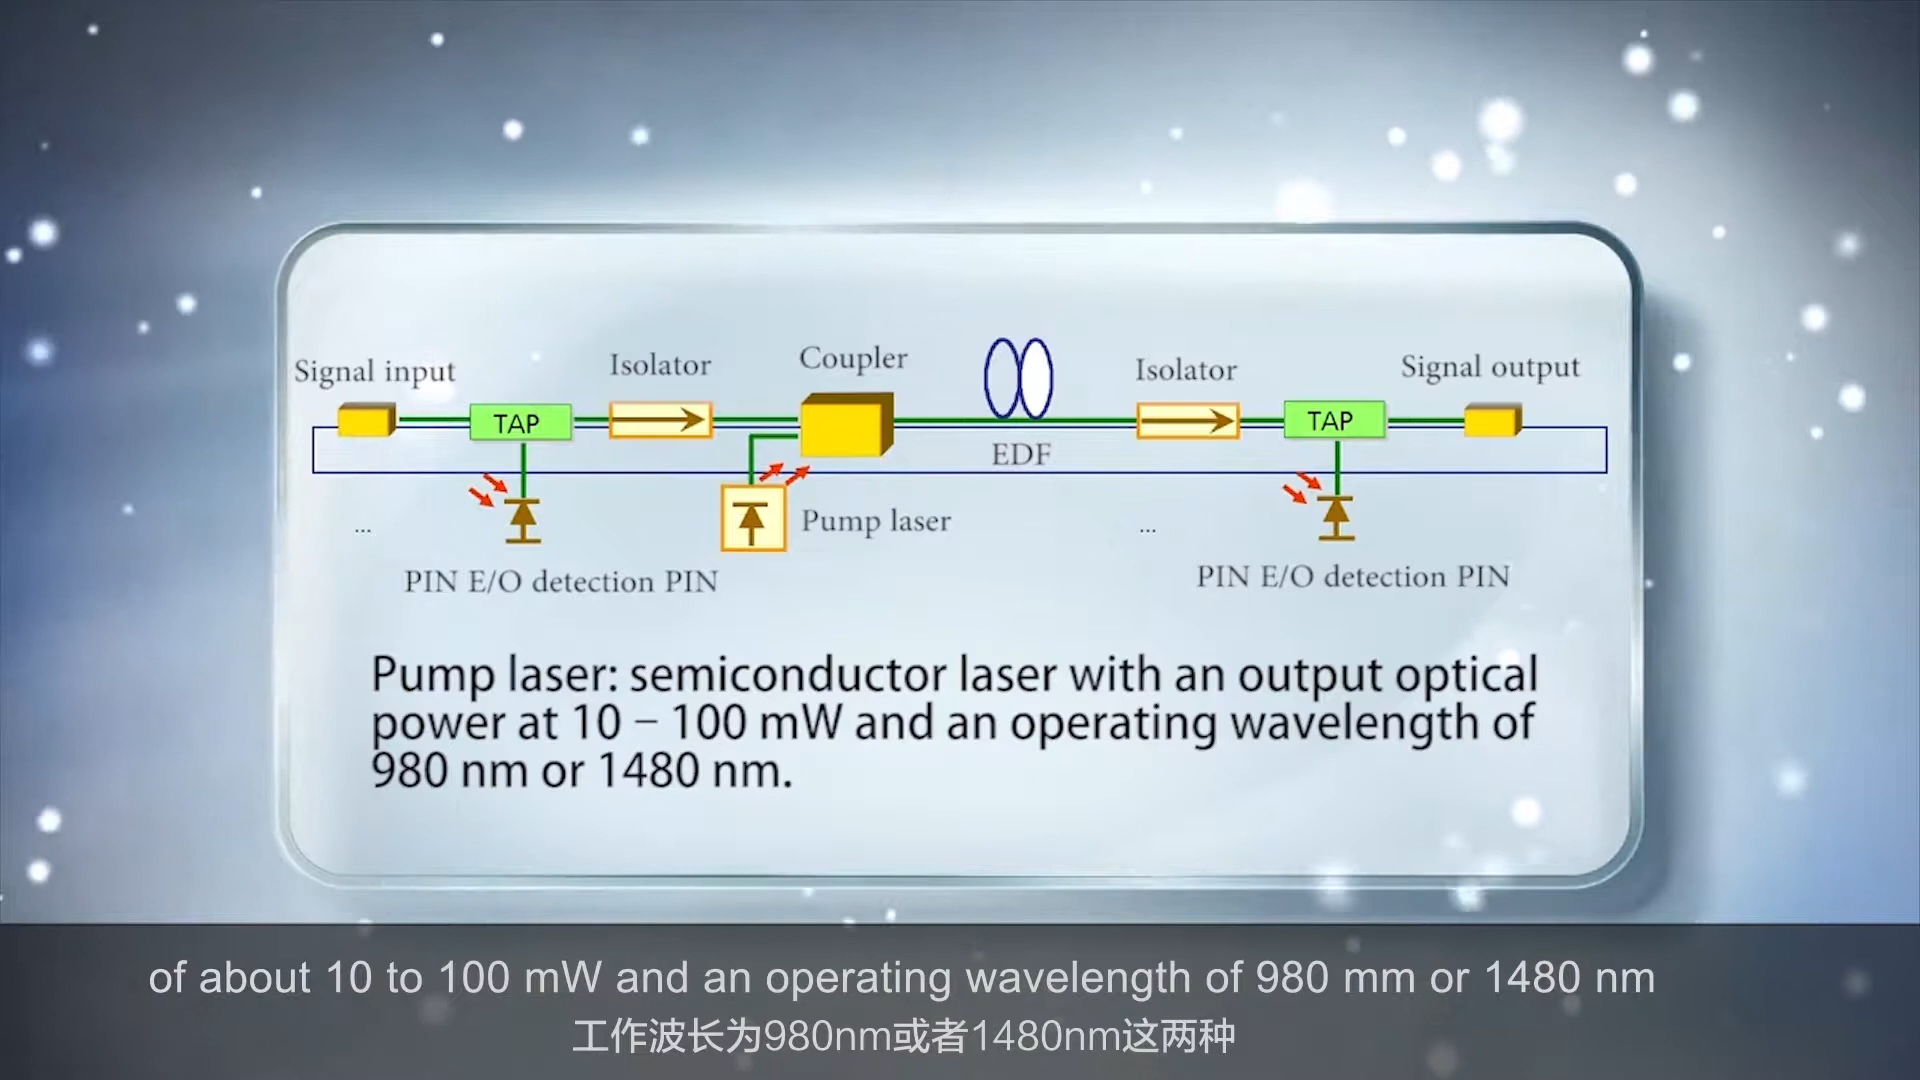 Signal input
Isolator
Coupler
Isolator
Signal output
TAP
TAP
EDF
...
Pump laser
...
PIN E/O detection PIN
PIN E/O detection PIN
Pump laser: semiconductor laser with an output optical
power at 10 – 100 mW and an operating wavelength of
980 nm or 1480 nm.
of about 10 to 100 mW and an operating wavelength of 980 mm or 1480 nm
工作波长为980nm或者1480nm这两种